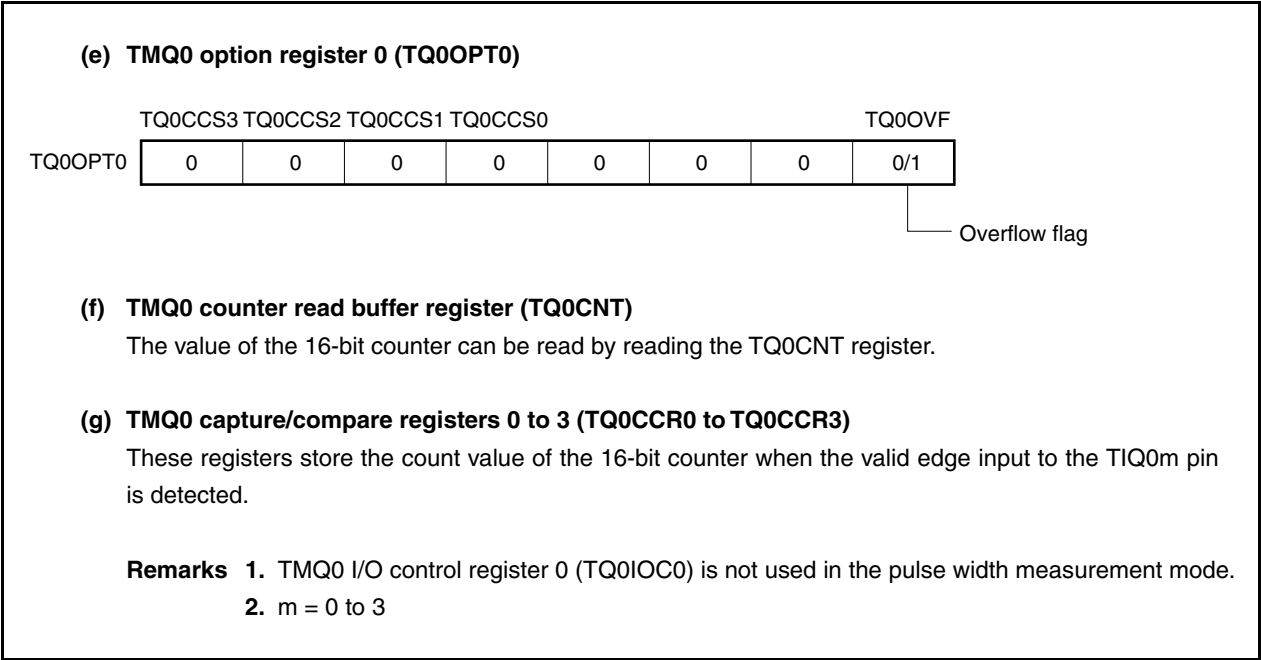 (e) TMQ0 option register 0 (TQ0OPT0)
TQ0CCS3 TQ0CCS2 TQ0CCS1 TQ0CCS0 TQ0OVF
TQ0OPT0 0 0 0 0 0 0 0 0/1
Overflow flag
(f) TMQ0 counter read buffer register (TQ0CNT)
The value of the 16-bit counter can be read by reading the TQ0CNT register.
(g) TMQ0 capture/compare registers 0 to 3 (TQ0CCR0 to TQ0CCR3)
These registers store the count value of the 16-bit counter when the valid edge input to the TIQ0m pin
is detected.
Remarks 1. TMQ0 I/O control register 0 (TQ0IOC0) is not used in the pulse width measurement mode.
2. m = 0 to 3